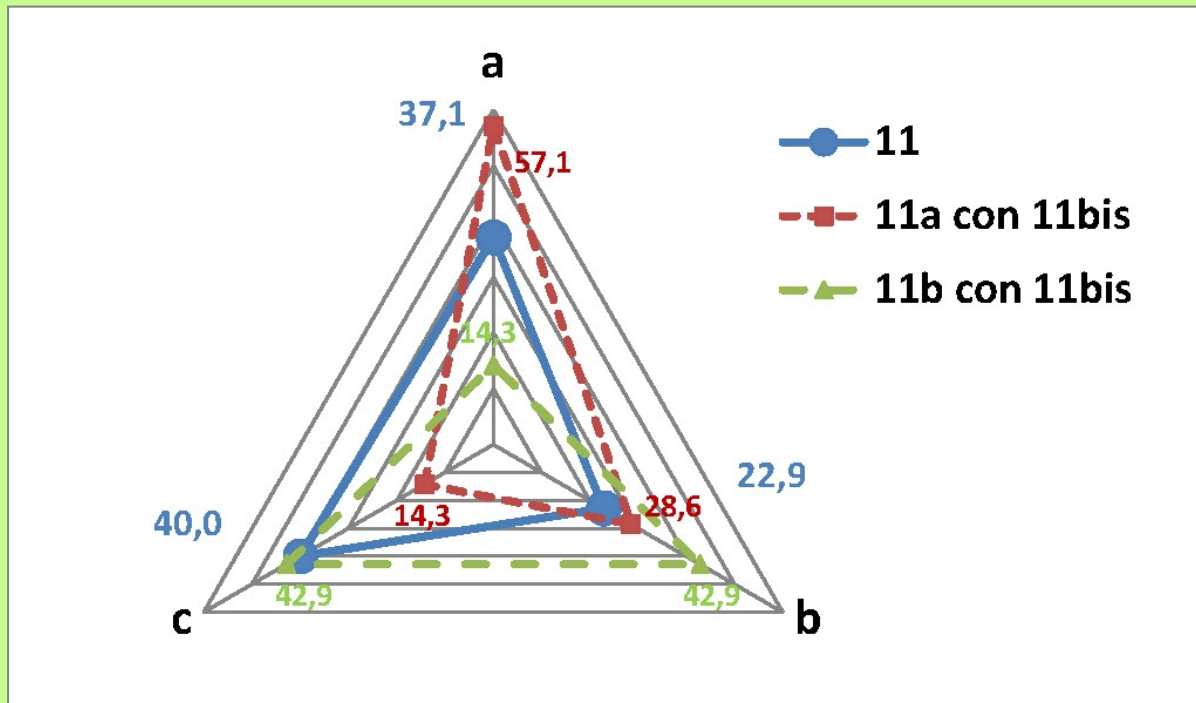 a
37,1
11
57,1
11a con 11bis
11b con 11bis
14,3
22,9
28,6
40,0
14,3
42,9
42,9
c
b